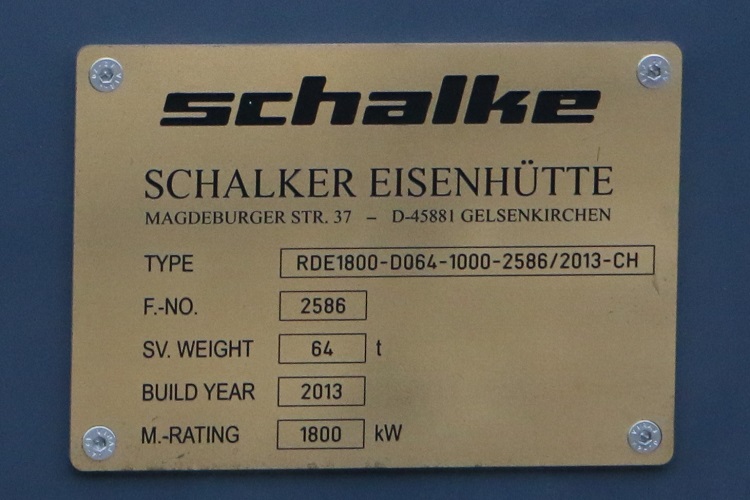 schalke
SCHALKER EISENHÜTTE
MAGDEBURGER STR. 37 – D-45881 GELSENKIRCHEN
TYPE RDE1800-D064-1000-2586/2013-CH
F.-NO. 2586
SV. WEIGHT 64 t
BUILD YEAR 2013
M.-RATING 1800 kW